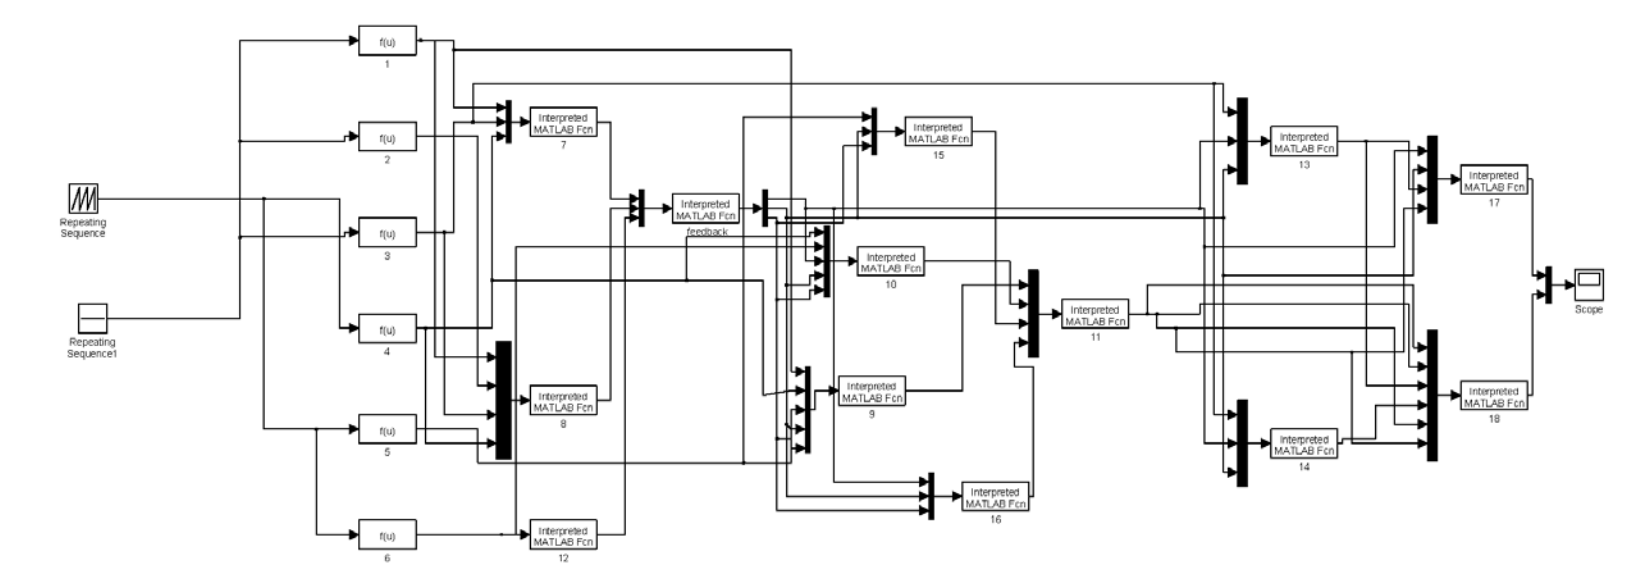 f(u)
1
f(u)
2
f(u)
3
f(u)
4
f(u)
5
f(u)
6
Repeating
Sequence
Repeating
Sequence1
Interpreted
MATLAB Fcn
7
Interpreted
MATLAB Fcn
8
Interpreted
MATLAB Fcn
12
Interpreted
MATLAB Fcn
feedback
Interpreted
MATLAB Fcn
15
Interpreted
MATLAB Fcn
10
Interpreted
MATLAB Fcn
9
Interpreted
MATLAB Fcn
16
Interpreted
MATLAB Fcn
11
Interpreted
MATLAB Fcn
13
Interpreted
MATLAB Fcn
14
Interpreted
MATLAB Fcn
17
Interpreted
MATLAB Fcn
18
Scope